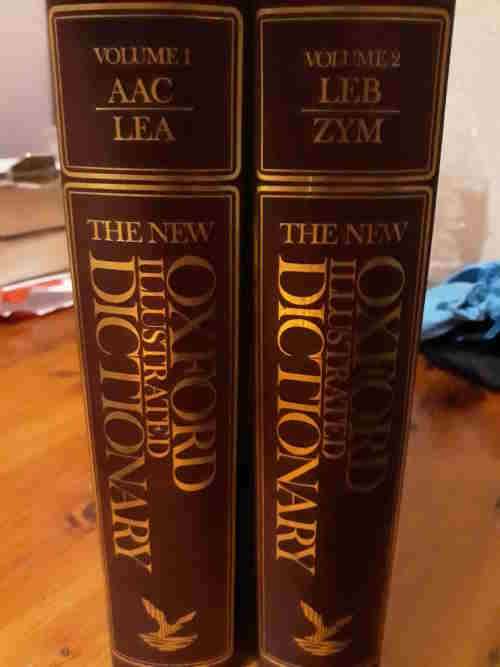 VOLUME 1
AAC
LEA
THE NEW
OXFORD
ILLUSTRATED
DICTIONARY
VOLUME 2
LEB
ZYM
THE NEW
OXFORD
ILLUSTRATED
DICTIONARY